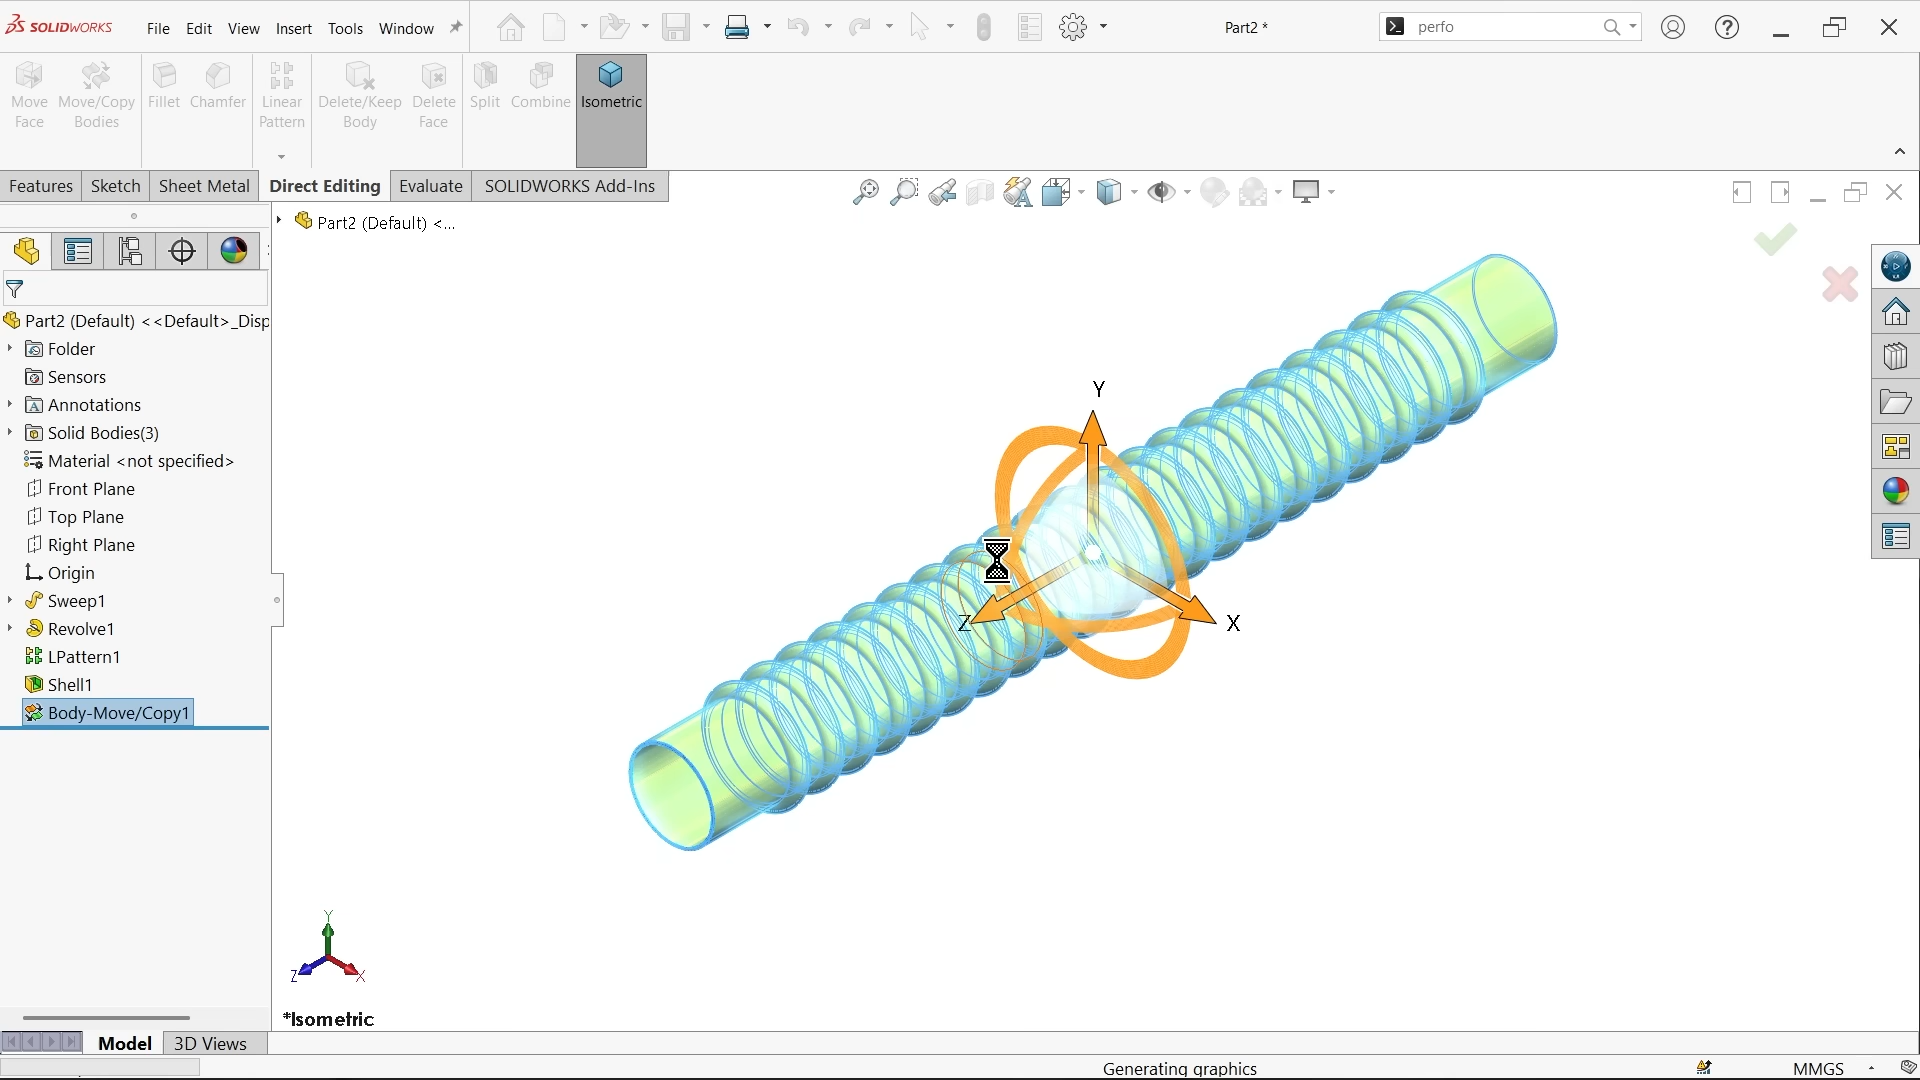 SOLIDWORKS File Edit View Insert Tools Window Part2 * perfo
Move Face Move/Copy Bodies Fillet Chamfer Linear Pattern Delete/Keep Body Delete Face Split Combine Isometric
Features Sketch Sheet Metal Direct Editing Evaluate SOLIDWORKS Add-Ins
Part2 (Default) <...
Part2 (Default) <<Default>_Disp
Folder
Sensors
Annotations
Solid Bodies(3)
Material <not specified>
Front Plane
Top Plane
Right Plane
Origin
Sweep1
Revolve1
LPattern1
Shell1
Body-Move/Copy1
Y
Z X
Y
Z X
*Isometric
Model 3D Views
Generating graphics MMGS